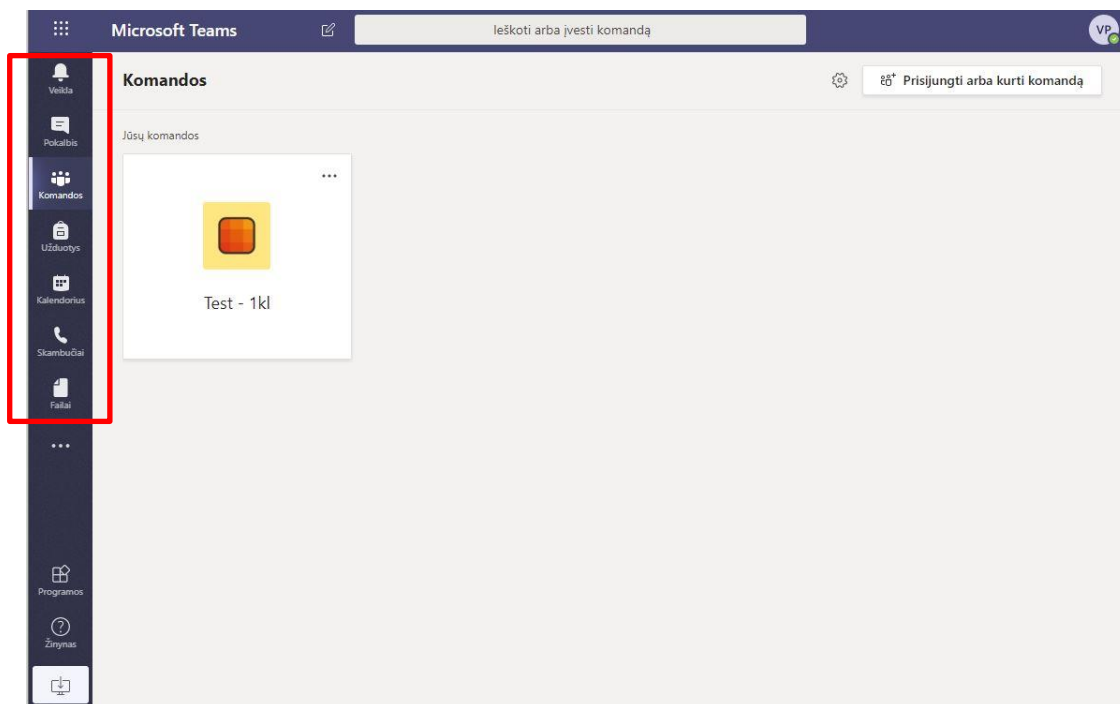 Microsoft Teams
Ieškoti arba įvesti komandą
VP
Veikla
Pokalbis
Komandos
Užduotys
Kalendorius
Skambučiai
Failai
Programos
Žinynas
Komandos
Prisijungti arba kurti komandą
Jūsų komandos
Test - 1kl